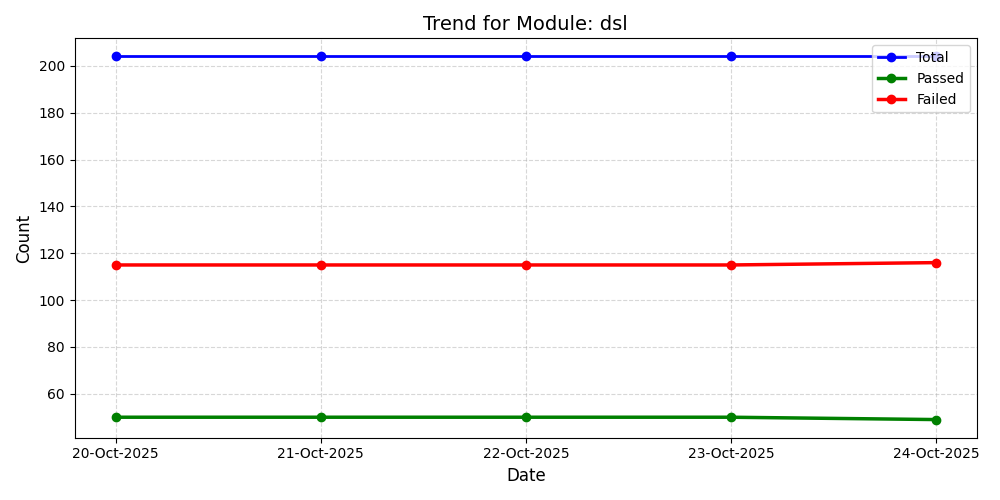 Trend for Module: dsl
Total
Passed
Failed
200
180
160
140
120
100
80
60
Count
20-Oct-2025
21-Oct-2025
22-Oct-2025
23-Oct-2025
24-Oct-2025
Date